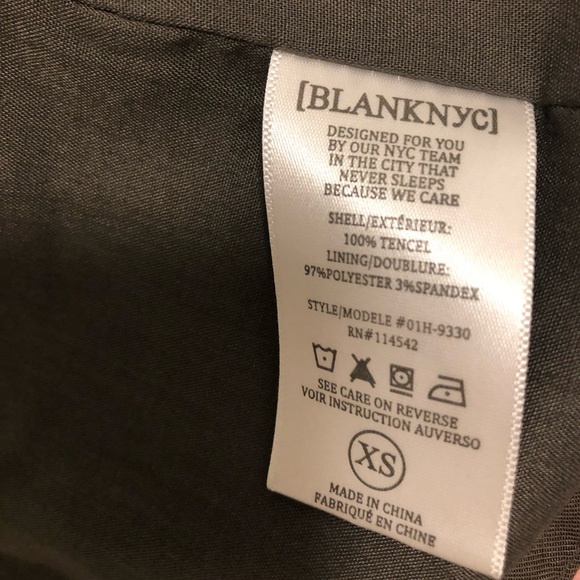 [BLANKNYC]
DESIGNED FOR YOU
BY OUR NYC TEAM
IN THE CITY THAT
NEVER SLEEPS
BECAUSE WE CARE
SHELL/EXTÉRIEUR:
100% TENCEL
LINING/DOUBLURE:
97%POLYESTER 3%SPANDEX
STYLE/MODELE #01H-9330
RN#114542
SEE CARE ON REVERSE
VOIR INSTRUCTION AUVERSO
XS
MADE IN CHINA
FABRIQUÉ EN CHINE